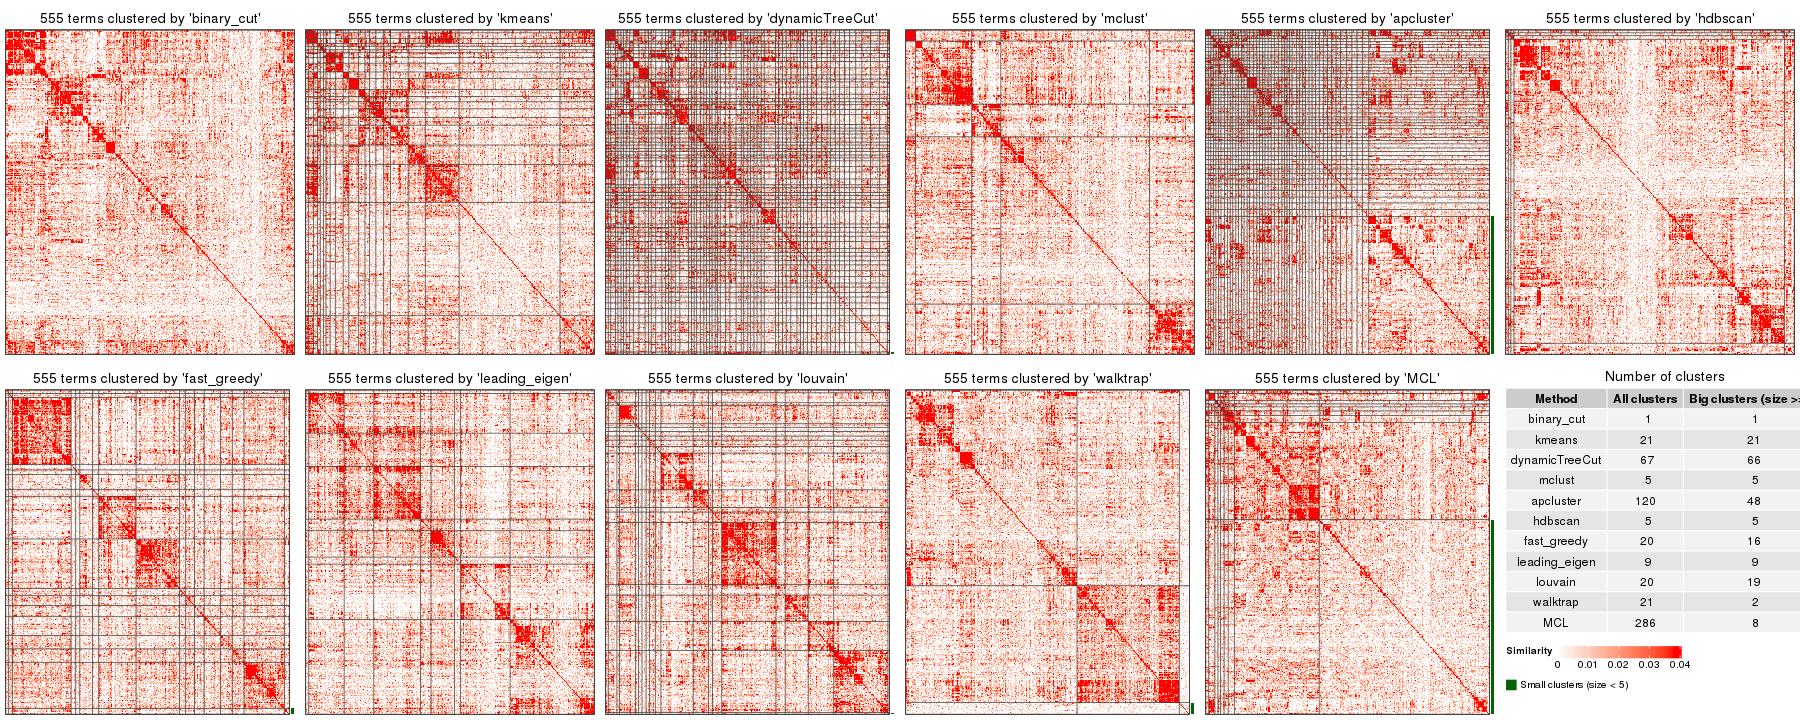 555 terms clustered by 'binary_cut'
555 terms clustered by 'kmeans'
555 terms clustered by 'dynamicTreeCut'
555 terms clustered by 'mclust'
555 terms clustered by 'apcluster'
555 terms clustered by 'hdbscan'
555 terms clustered by 'fast_greedy'
555 terms clustered by 'leading_eigen'
555 terms clustered by 'louvain'
555 terms clustered by 'walktrap'
555 terms clustered by 'MCL'
Number of clusters
Method All clusters Big clusters (size >
binary_cut 1 1
kmeans 21 21
dynamicTreeCut 67 66
mclust 5 5
apcluster 120 48
hdbscan 5 5
fast_greedy 20 16
leading_eigen 9 9
louvain 20 19
walktrap 21 2
MCL 286 8
Similarity
0 0.01 0.02 0.03 0.04
Small clusters (size < 5)